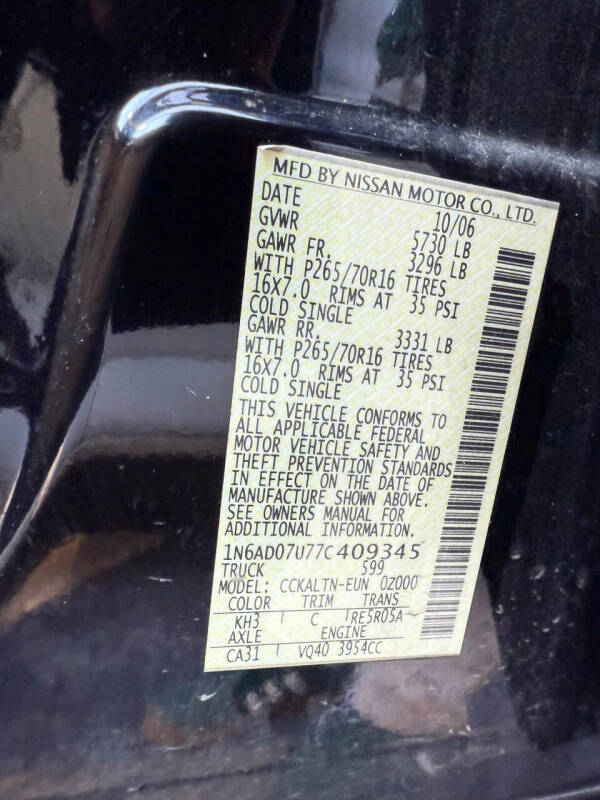 MFD BY NISSAN MOTOR CO., LTD.
DATE 10/06
GVWR 5730 LB
GAWR FR. 3296 LB
WITH P265/70R16 TIRES
16X7.0 RIMS AT 35 PSI
COLD SINGLE
GAWR RR. 3331 LB
WITH P265/70R16 TIRES
16X7.0 RIMS AT 35 PSI
COLD SINGLE
THIS VEHICLE CONFORMS TO
ALL APPLICABLE FEDERAL
MOTOR VEHICLE SAFETY AND
THEFT PREVENTION STANDARDS
IN EFFECT ON THE DATE OF
MANUFACTURE SHOWN ABOVE.
SEE OWNERS MANUAL FOR
ADDITIONAL INFORMATION.
1N6AD07U77C409345
TRUCK 599
MODEL: CCKALTN-EUN 0Z000
COLOR TRIM TRANS
KH3 C RE5R05A
AXLE ENGINE
CA31 VQ40 3954CC